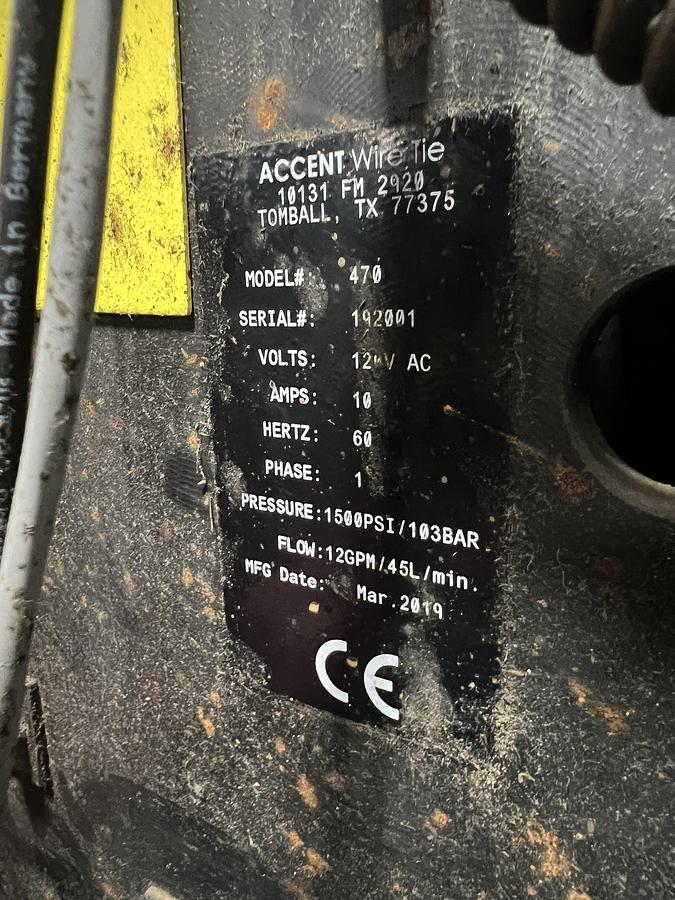 ACCENT Wire Tie
10131 FM 2920
TOMBALL, TX 77375
MODEL#: 470
SERIAL#: 192001
VOLTS: 120V AC
AMPS: 10
HERTZ: 60
PHASE: 1
PRESSURE:1500PSI/103BAR
FLOW:12GPM/45L/min.
MFG Date: Mar.2019
CE
Made in Germany